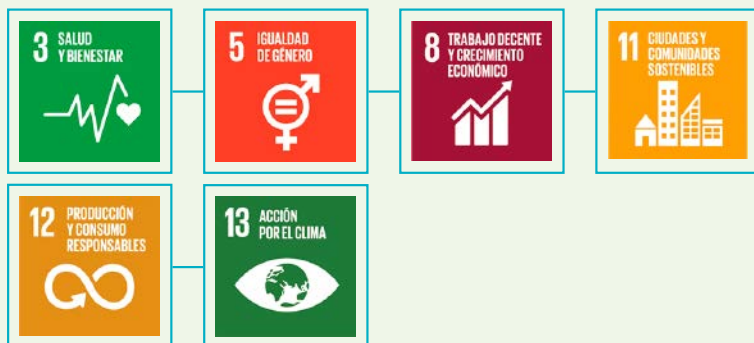 3 SALUD
Y BIENESTAR
5 IGUALDAD
DE GÉNERO
8 TRABAJO DECENTE
Y CRECIMIENTO
ECONÓMICO
11 CIUDADES Y
COMUNIDADES
SOSTENIBLES
12 PRODUCCIÓN
Y CONSUMO
RESPONSABLES
13 ACCIÓN
POR EL CLIMA